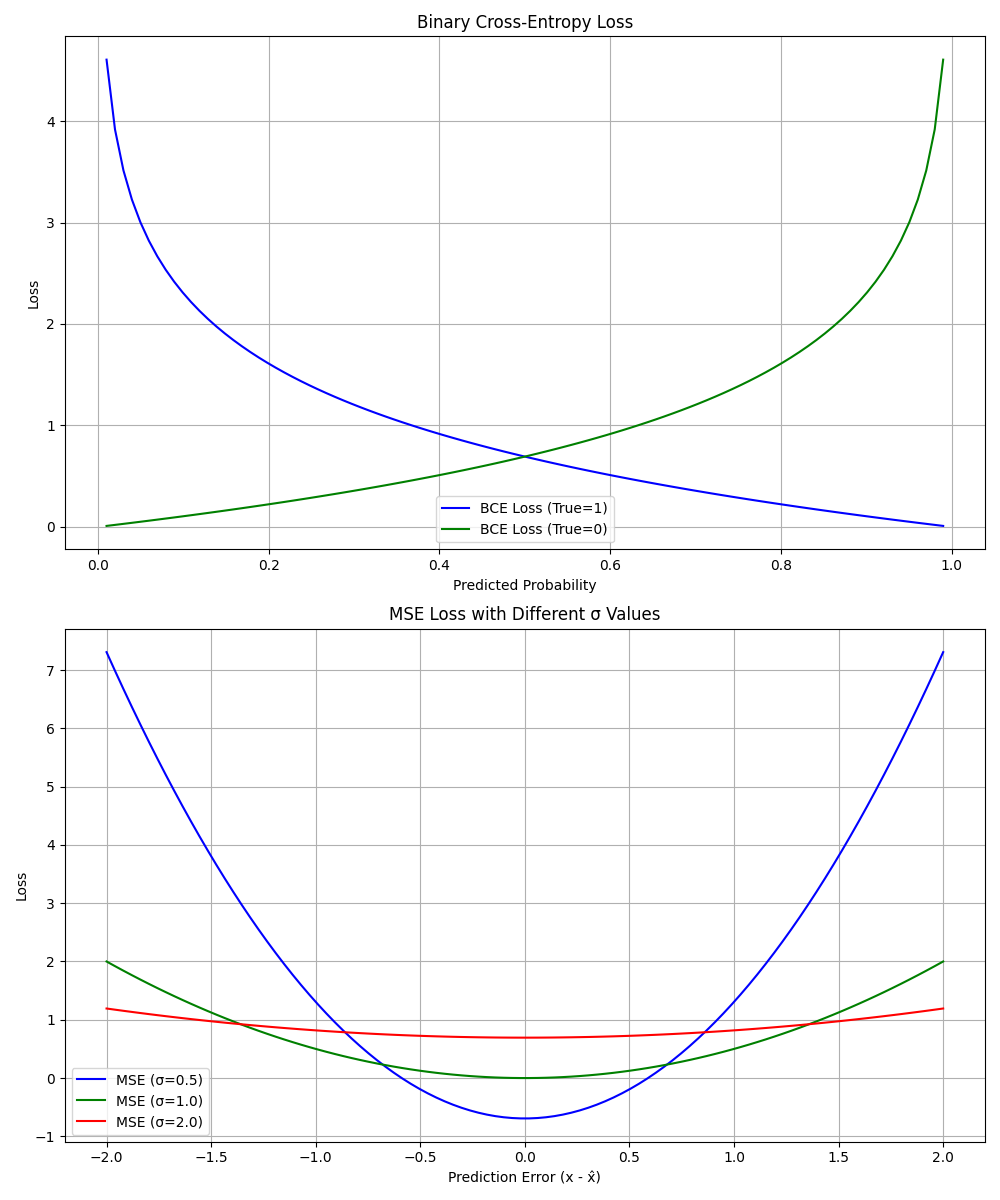 Binary Cross-Entropy Loss
Loss
4
3
2
1
0
BCE Loss (True=1)
BCE Loss (True=0)
0.0 0.2 0.4 0.6 0.8 1.0
Predicted Probability
MSE Loss with Different σ Values
Loss
7
6
5
4
3
2
1
0
−1
MSE (σ=0.5)
MSE (σ=1.0)
MSE (σ=2.0)
−2.0 −1.5 −1.0 −0.5 0.0 0.5 1.0 1.5 2.0
Prediction Error (x - x̂)